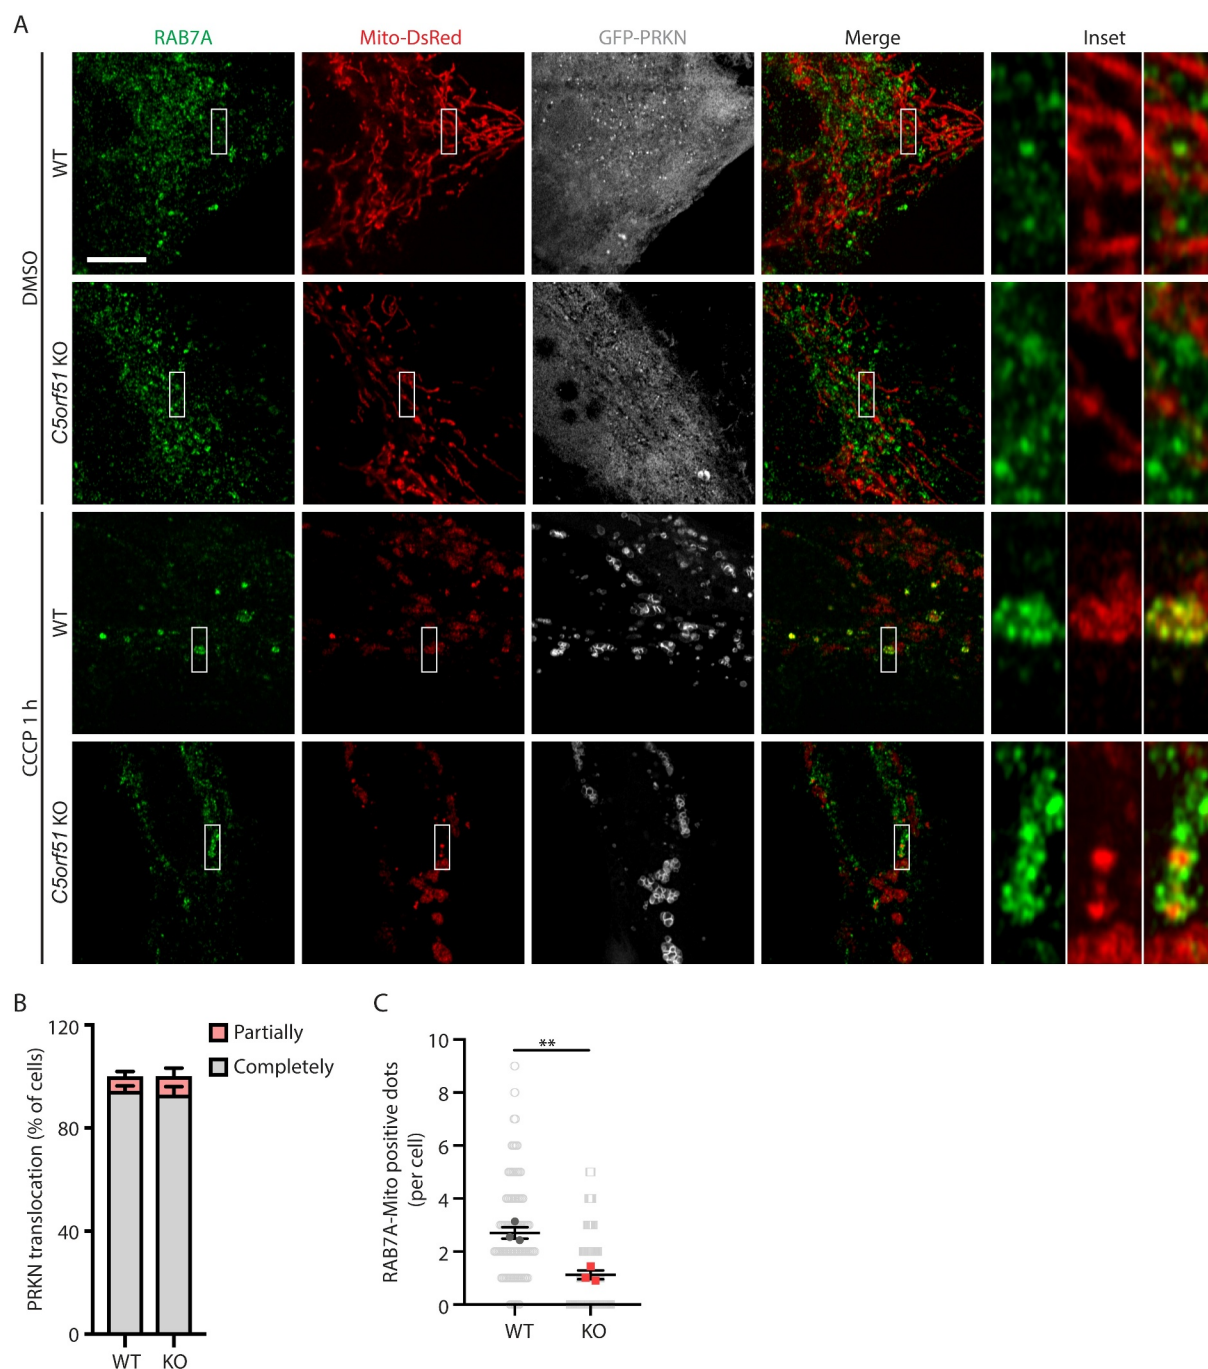 A
RAB7A
Mito-DsRed
GFP-PRKN
Merge
Inset
DMSO
WT
C5orf51 KO
CCCP 1 h
WT
C5orf51 KO
B
PRKN translocation (% of cells)
120
80
40
0
WT
KO
Partially
Completely
C
RAB7A-Mito positive dots
(per cell)
10
8
6
4
2
0
**
WT
KO